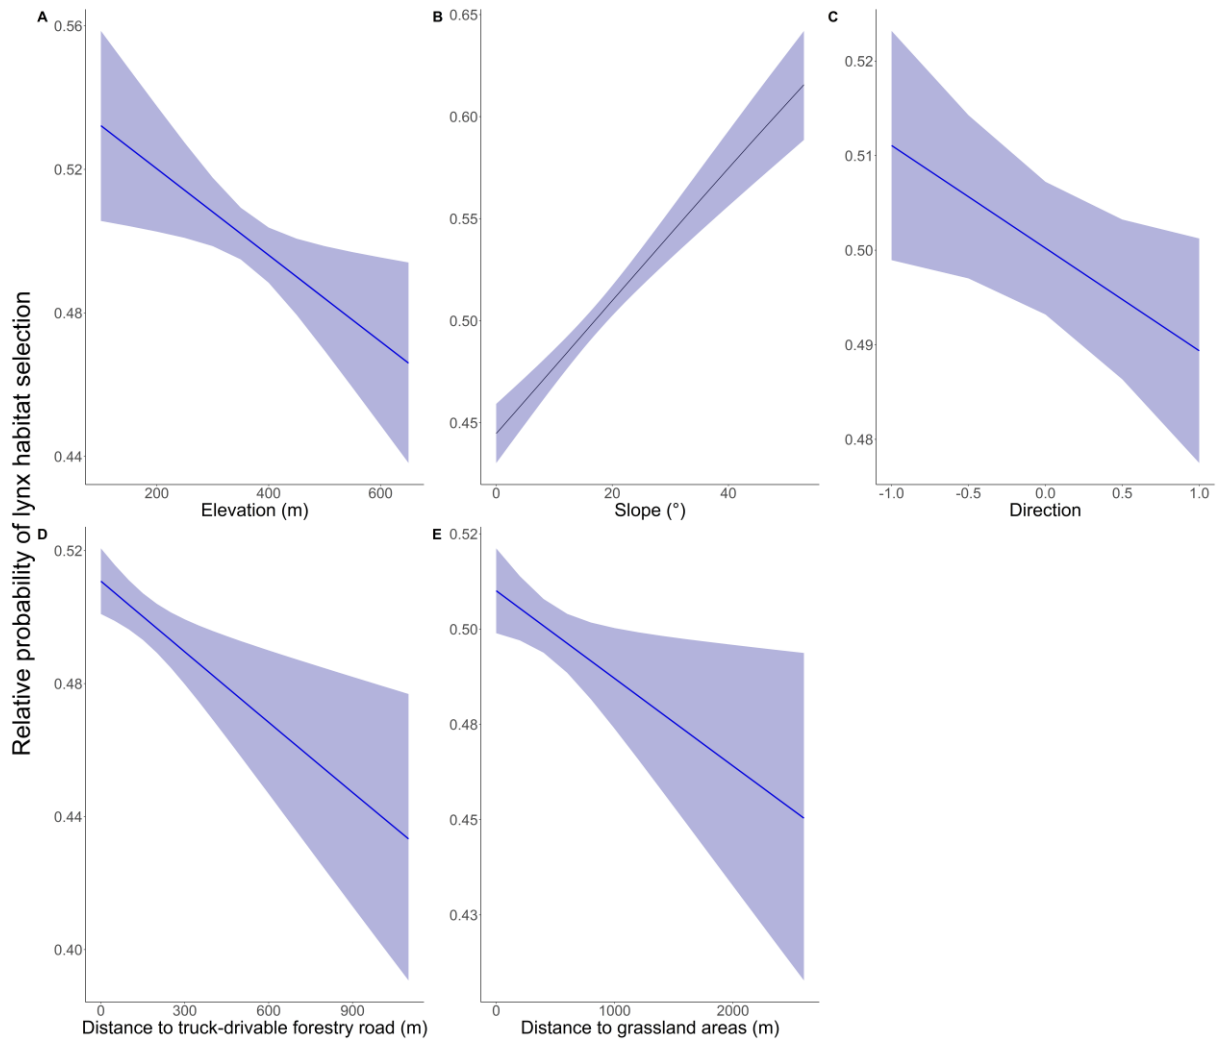 Relative probability of lynx habitat selection
A
0.56
0.52
0.48
0.44
200 400 600
Elevation (m)
B
0.65
0.60
0.55
0.50
0.45
0 20 40
Slope (°)
C
0.52
0.51
0.50
0.49
0.48
-1.0 -0.5 0.0 0.5 1.0
Direction
D
0.52
0.48
0.44
0.40
0 300 600 900
Distance to truck-drivable forestry road (m)
E
0.52
0.50
0.48
0.45
0.43
0 1000 2000
Distance to grassland areas (m)